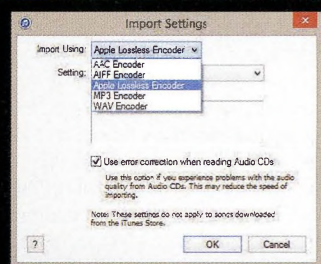 Import Settings
Import Using: Apple Lossless Encoder
AAC Encoder
AIFF Encoder
Setting:
Apple Lossless Encoder
MP3 Encoder
WAV Encoder
Use error correction when reading Audio CDs
Use this option if you experience problems with the audio
quality from Audio CDs. This may reduce the speed of
importing.
Note: These settings do not apply to songs downloaded
from the iTunes Store.
?
OK
Cancel